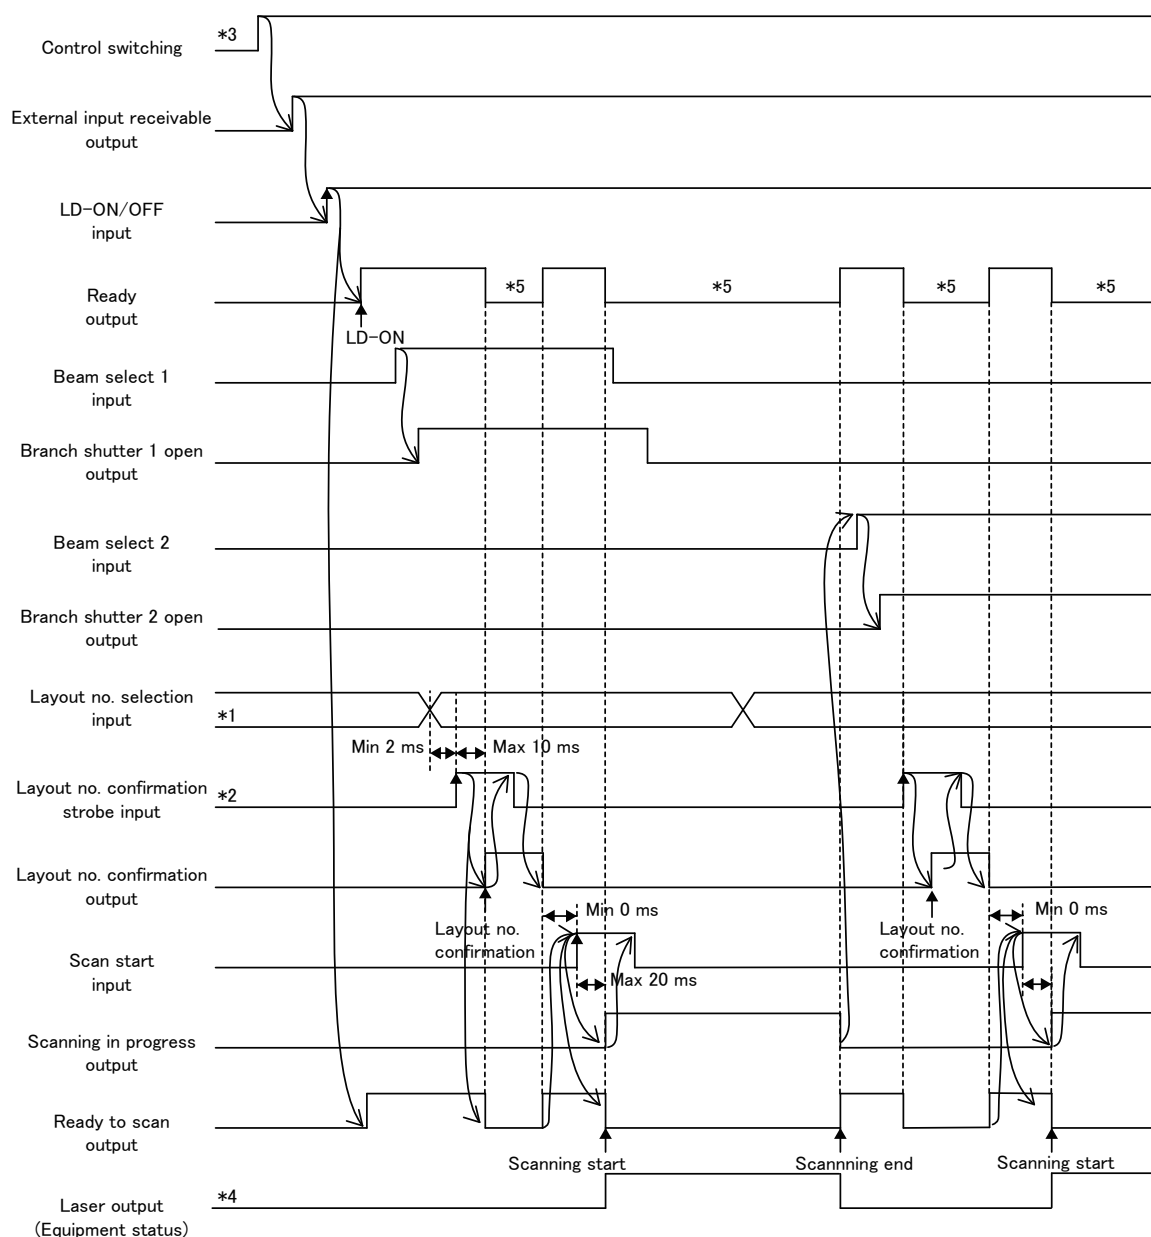 Control switching
*3
External input receivable
output
LD-ON/OFF
input
Ready
output
*5
*5
*5
*5
LD-ON
Beam select 1
input
Branch shutter 1 open
output
Beam select 2
input
Branch shutter 2 open
output
Layout no. selection
input
*1
Min 2 ms
Max 10 ms
Layout no. confirmation
strobe input
*2
Layout no. confirmation
output
Layout no.
confirmation
Min 0 ms
Layout no.
confirmation
Min 0 ms
Scan start
input
Max 20 ms
Scanning in progress
output
Ready to scan
output
Scanning start
Scannning end
Scanning start
Laser output
(Equipment status)
*4